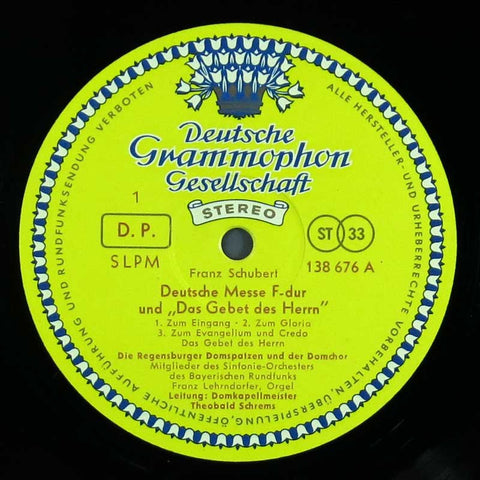 Deutsche
Grammophon
Gesellschaft
STEREO
1
D. P.
SLPM
ST 33
138 676 A
Franz Schubert
Deutsche Messe F-dur
und „Das Gebet des Herrn"
1. Zum Eingang - 2. Zum Gloria
3. Zum Evangelium und Credo
Das Gebet des Herrn
Die Regensburger Domspatzen und der Domchor
Mitglieder des Sinfonie-Orchesters
des Bayerischen Rundfunks
Franz Lehrndorfer, Orgel
Leitung: Domkapellmeister
Theobald Schrems
ALLE HERSTELLER- UND URHEBERRECHTE VORBEHALTEN, ÜBERSPIELUNG, ÖFFENTLICHE AUFFÜHRUNG UND RUNDFUNKSENDUNG VERBOTEN